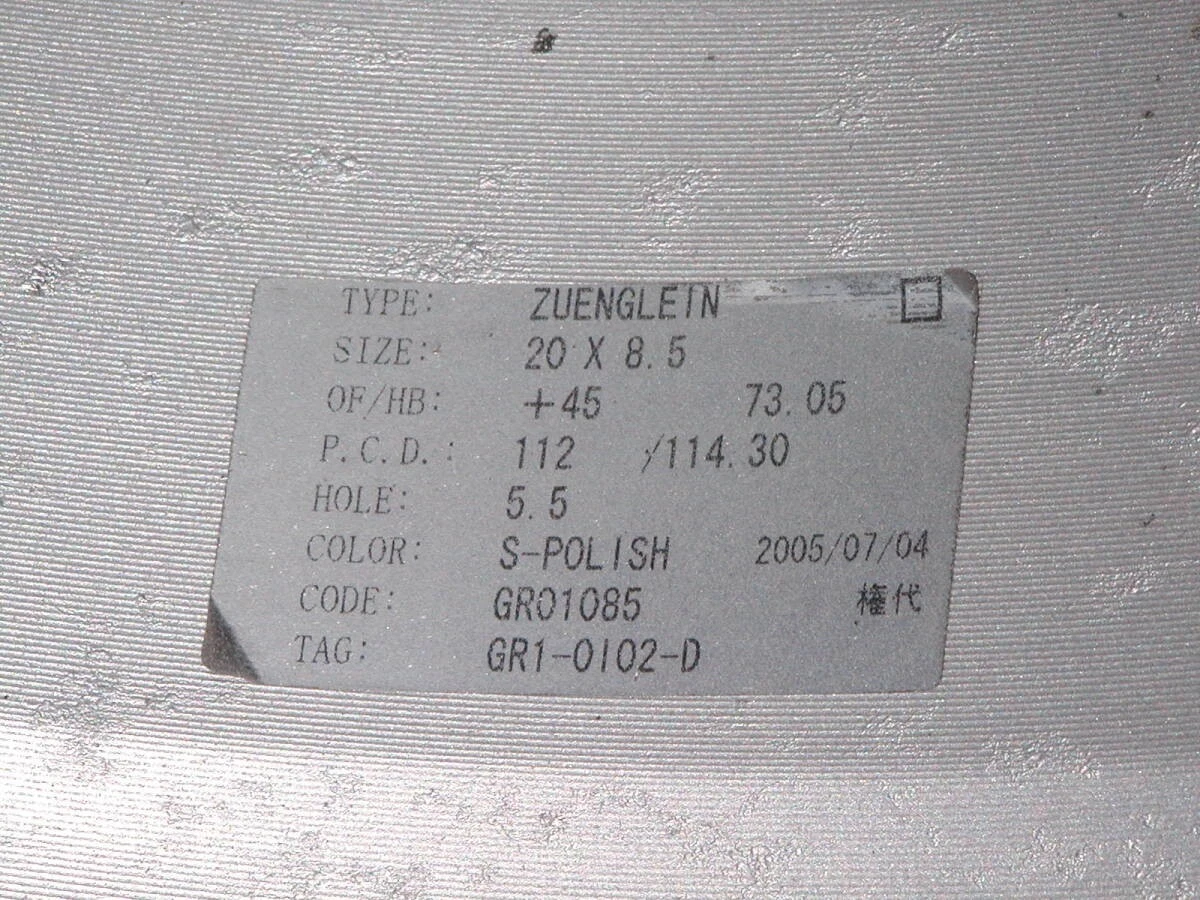 TYPE: ZUENGLEIN □
SIZE: 20 X 8.5
OF/HB: +45 73.05
P.C.D.: 112 /114.30
HOLE: 5.5
COLOR: S-POLISH 2005/07/04
CODE: GR01085 権代
TAG: GR1-0102-D